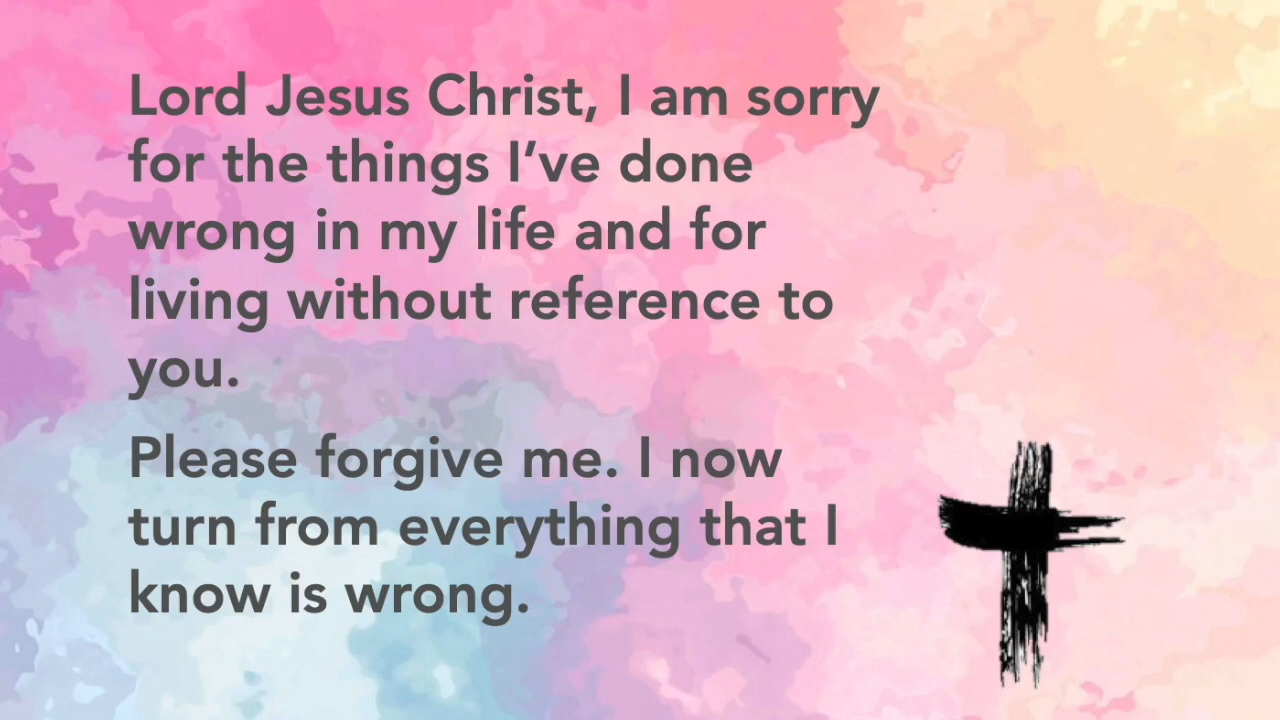 Lord Jesus Christ, I am sorry
for the things I’ve done
wrong in my life and for
living without reference to
you.
Please forgive me. I now
turn from everything that I
know is wrong.